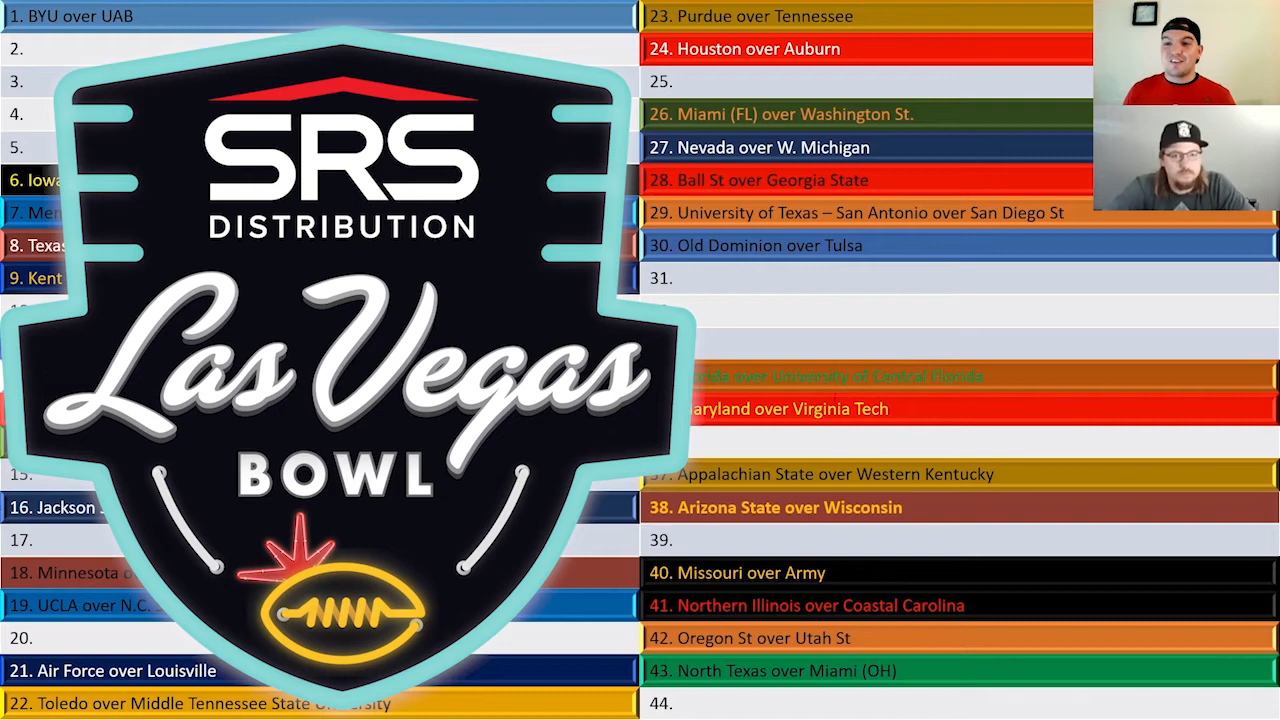 1. BYU over UAB
2.
3.
4.
5.
6. Iowa
7. Mem
8. Texas
9. Kent
15.
16. Jackson
17.
18. Minnesota
19. UCLA over N.C.
20.
21. Air Force over Louisville
22. Toledo over Middle Tennessee State University
SRS
DISTRIBUTION
Las Vegas
BOWL
23. Purdue over Tennessee
24. Houston over Auburn
25.
26. Miami (FL) over Washington St.
27. Nevada over W. Michigan
28. Ball St over Georgia State
29. University of Texas – San Antonio over San Diego St
30. Old Dominion over Tulsa
31.
rida over University of Central Florida
aryland over Virginia Tech
37. Appalachian State over Western Kentucky
38. Arizona State over Wisconsin
39.
40. Missouri over Army
41. Northern Illinois over Coastal Carolina
42. Oregon St over Utah St
43. North Texas over Miami (OH)
44.